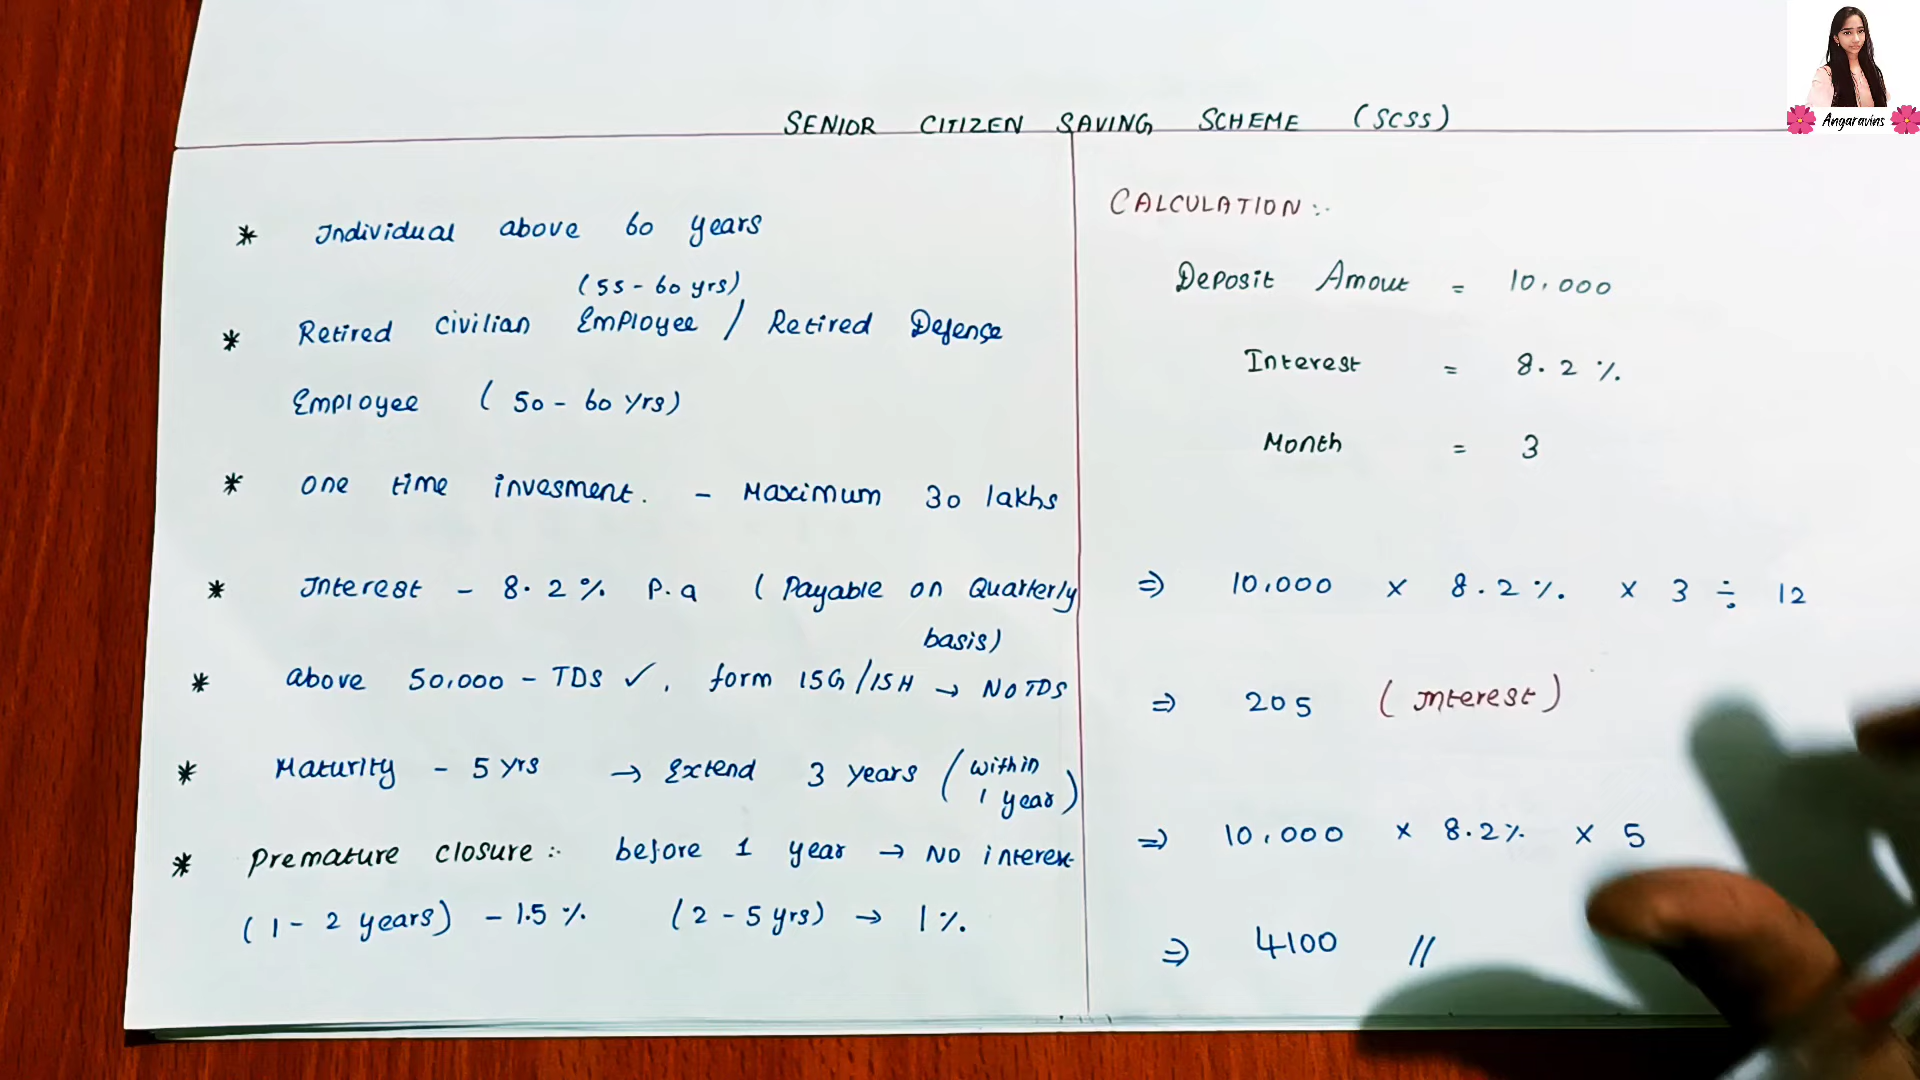 SENIOR CITIZEN SAVING SCHEME (SCSS)
* Individual above 60 years
(55 - 60 yrs)
* Retired civilian Employee / Retired Defense
Employee (50 - 60 yrs)
* one time invesment. - Maximum 30 lakhs
* Interest - 8.2 % P.a (Payable on Quarterly
basis)
* above 50,000 - TDS ✓, form 15G/15H → NO TDS
* Maturity - 5 yrs → Extend 3 years (within
1 year)
* Premature closure :- before 1 year → No interest
(1 - 2 years) - 1.5 % (2 - 5 yrs) → 1 %.
CALCULATION :-
Deposit Amout = 10,000
Interest = 8.2 %
Month = 3
⇒ 10,000 × 8.2 % × 3 ÷ 12
⇒ 205 (Interest)
⇒ 10,000 × 8.2 % × 5
⇒ 4100 //
Angaravins